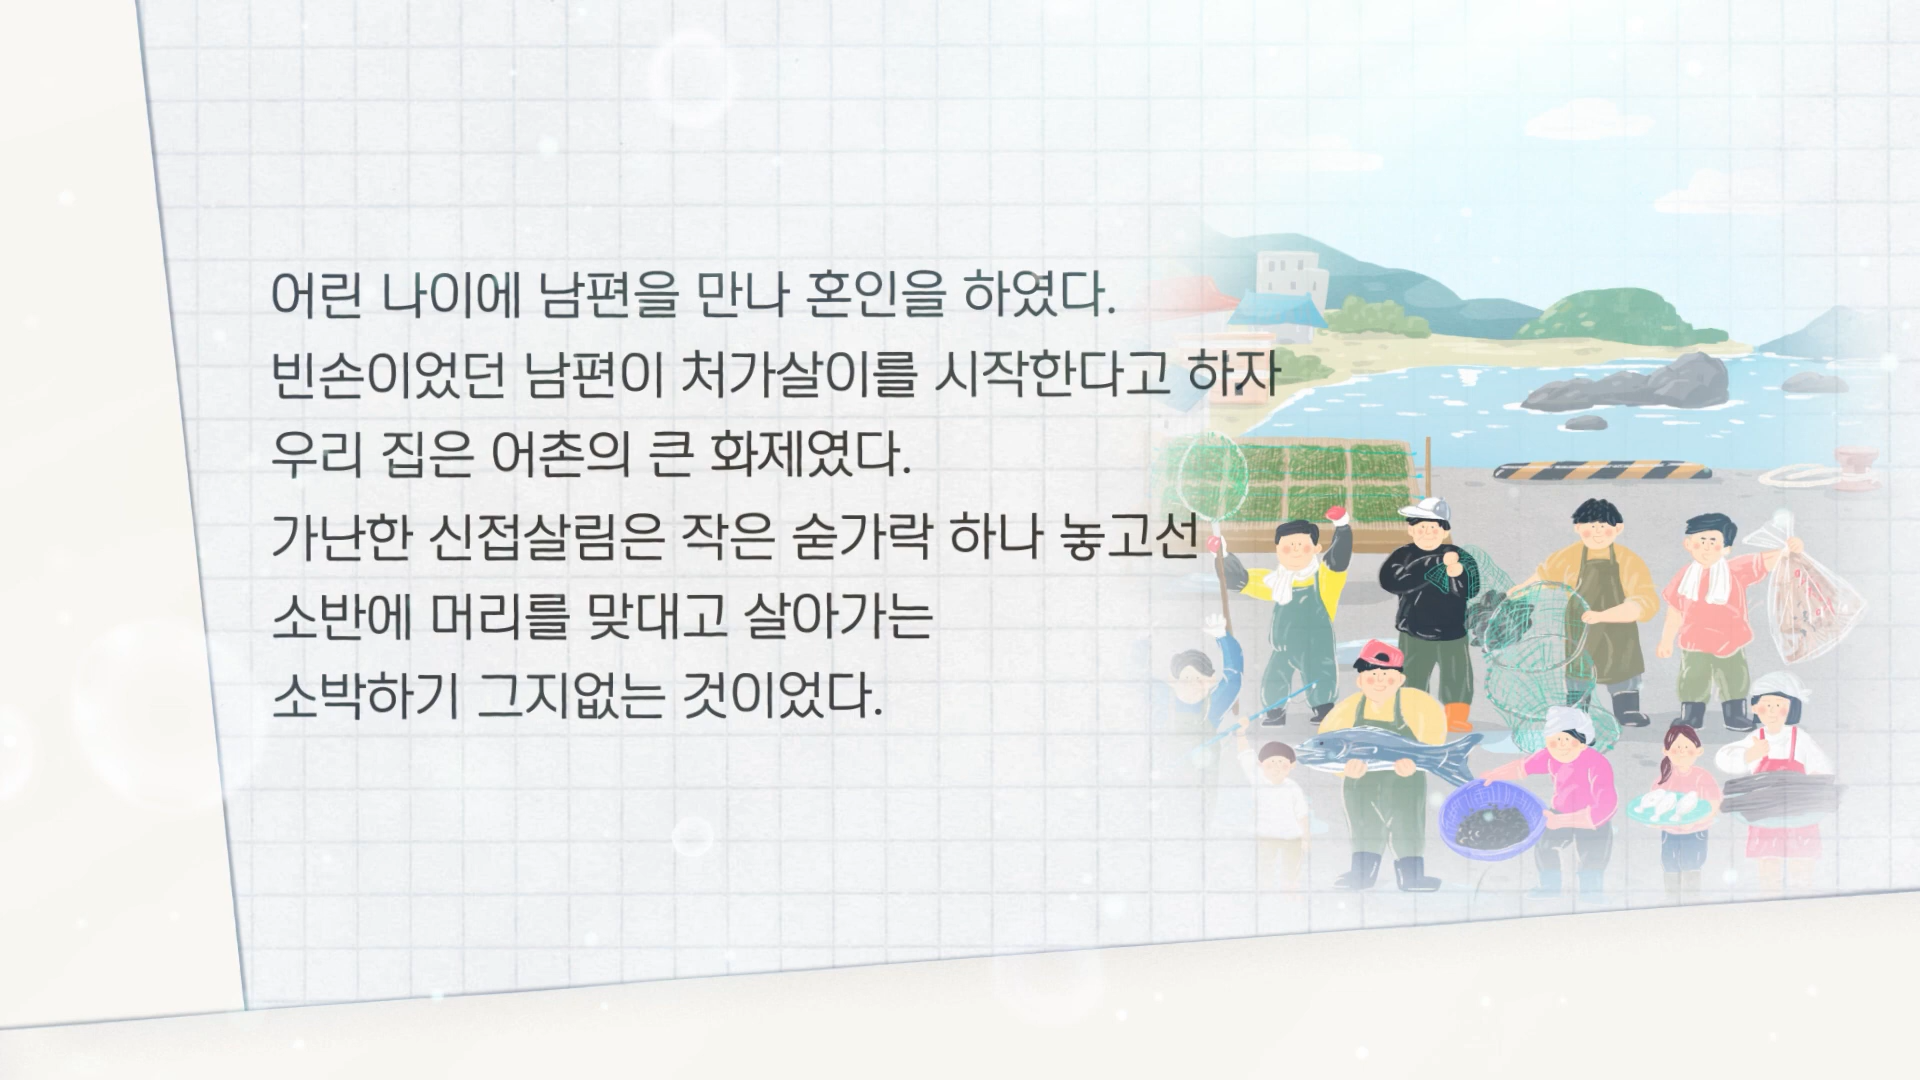 어린 나이에 남편을 만나 혼인을 하였다.
빈손이었던 남편이 처가살이를 시작한다고 하자
우리 집은 어촌의 큰 화제였다.
가난한 신접살림은 작은 숟가락 하나 놓고선
소반에 머리를 맞대고 살아가는
소박하기 그지없는 것이었다.